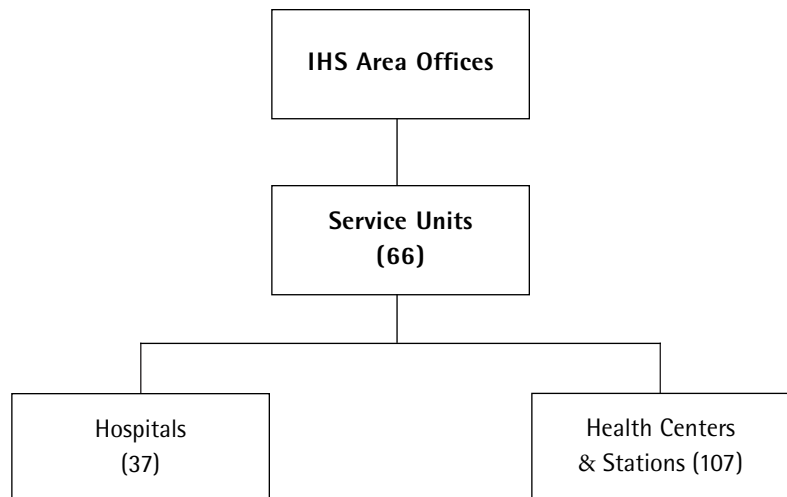 IHS Area Offices
Service Units
(66)
Hospitals
(37)
Health Centers
& Stations (107)